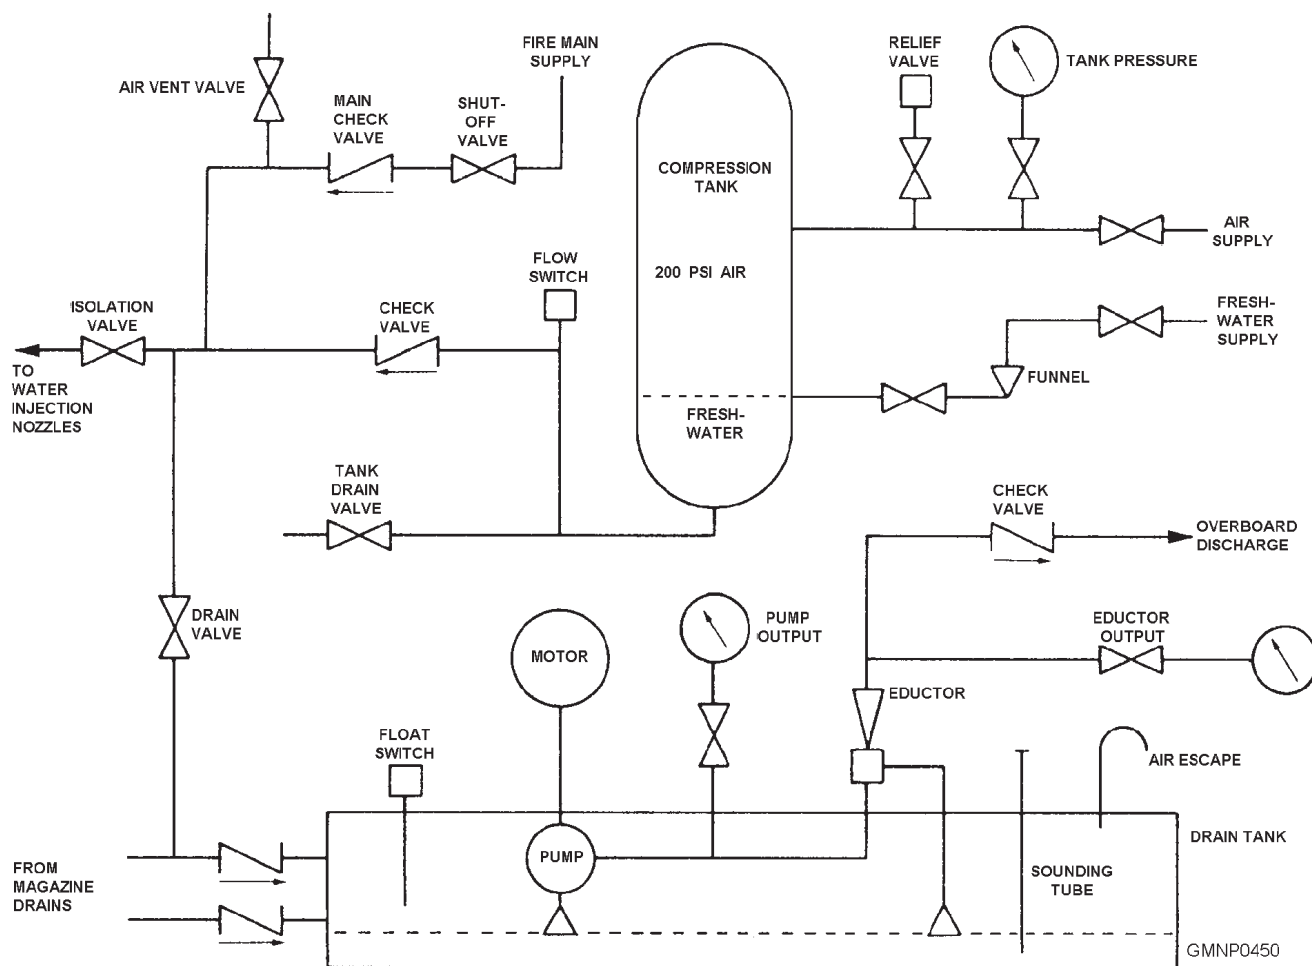 AIR VENT VALVE
MAIN
CHECK
VALVE
SHUT-
OFF
VALVE
FIRE MAIN
SUPPLY
RELIEF
VALVE
TANK PRESSURE
COMPRESSION
TANK
200 PSI AIR
FRESH-
WATER
AIR
SUPPLY
FRESH-
WATER
SUPPLY
FUNNEL
FLOW
SWITCH
ISOLATION
VALVE
CHECK
VALVE
TO
WATER
INJECTION
NOZZLES
TANK
DRAIN
VALVE
CHECK
VALVE
OVERBOARD
DISCHARGE
DRAIN
VALVE
MOTOR
PUMP
OUTPUT
EDUCTOR
OUTPUT
EDUCTOR
FLOAT
SWITCH
AIR ESCAPE
PUMP
DRAIN TANK
SOUNDING
TUBE
FROM
MAGAZINE
DRAINS
GMNP0450